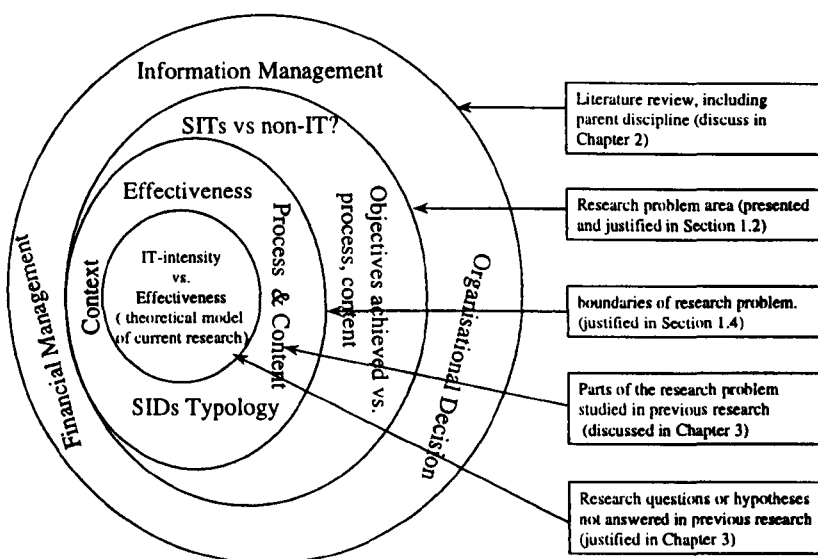 Information Management
SITs vs non-IT?
Effectiveness
IT-intensity
vs.
Effectiveness
( theoretical model
of current research)
Context
Process & Content
SIDs Typology
Objectives achieved vs.
process, content
Financial Management
Organisational Decision
Literature review, including
parent discipline (discuss in
Chapter 2)
Research problem area (presented
and justified in Section 1.2)
boundaries of research problem.
(justified in Section 1.4)
Parts of the research problem
studied in previous research
(discussed in Chapter 3)
Research questions or hypotheses
not answered in previous research
(justified in Chapter 3)